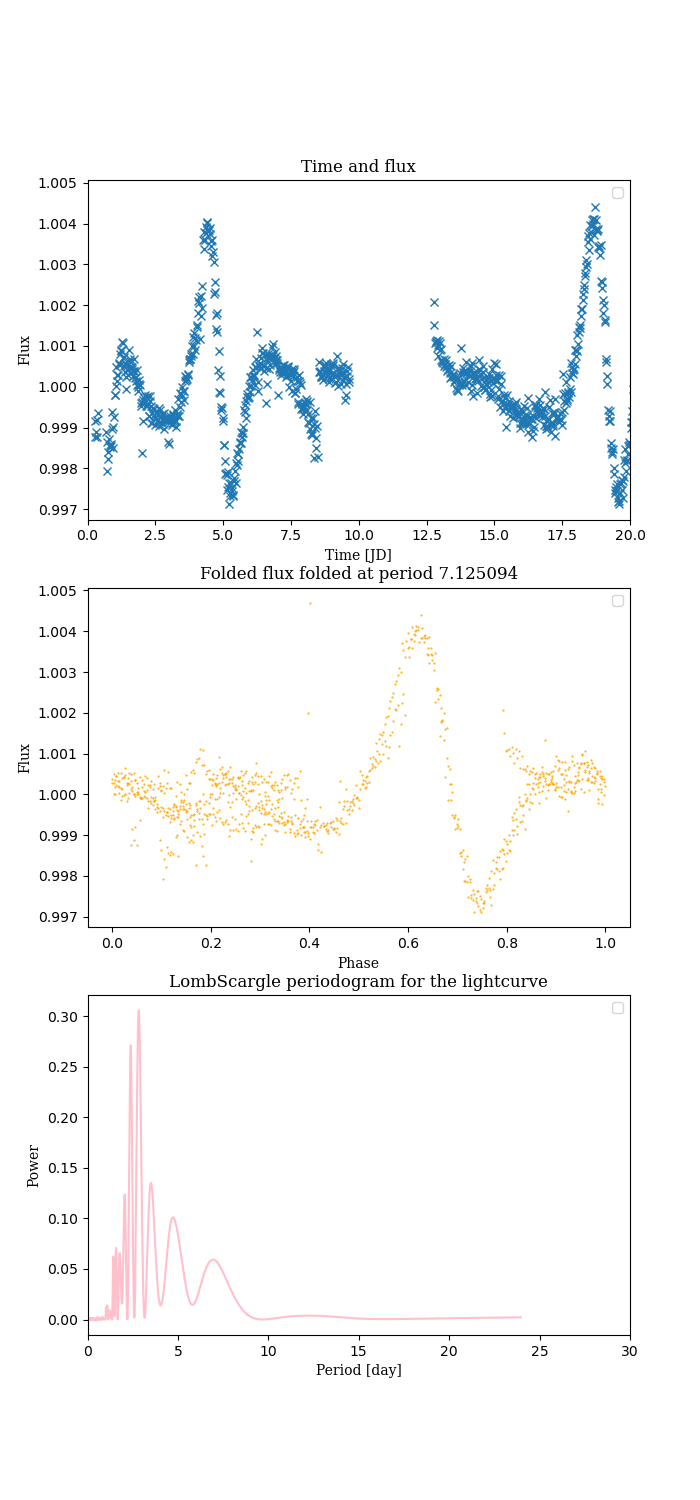 Time and flux
1.005
1.004
1.003
1.002
1.001
1.000
0.999
0.998
0.997
Flux
0.0 2.5 5.0 7.5 10.0 12.5 15.0 17.5 20.0
Time [JD]
Folded flux folded at period 7.125094
1.005
1.004
1.003
1.002
1.001
1.000
0.999
0.998
0.997
Flux
0.0 0.2 0.4 0.6 0.8 1.0
Phase
LombScargle periodogram for the lightcurve
0.30
0.25
0.20
0.15
0.10
0.05
0.00
Power
0 5 10 15 20 25 30
Period [day]